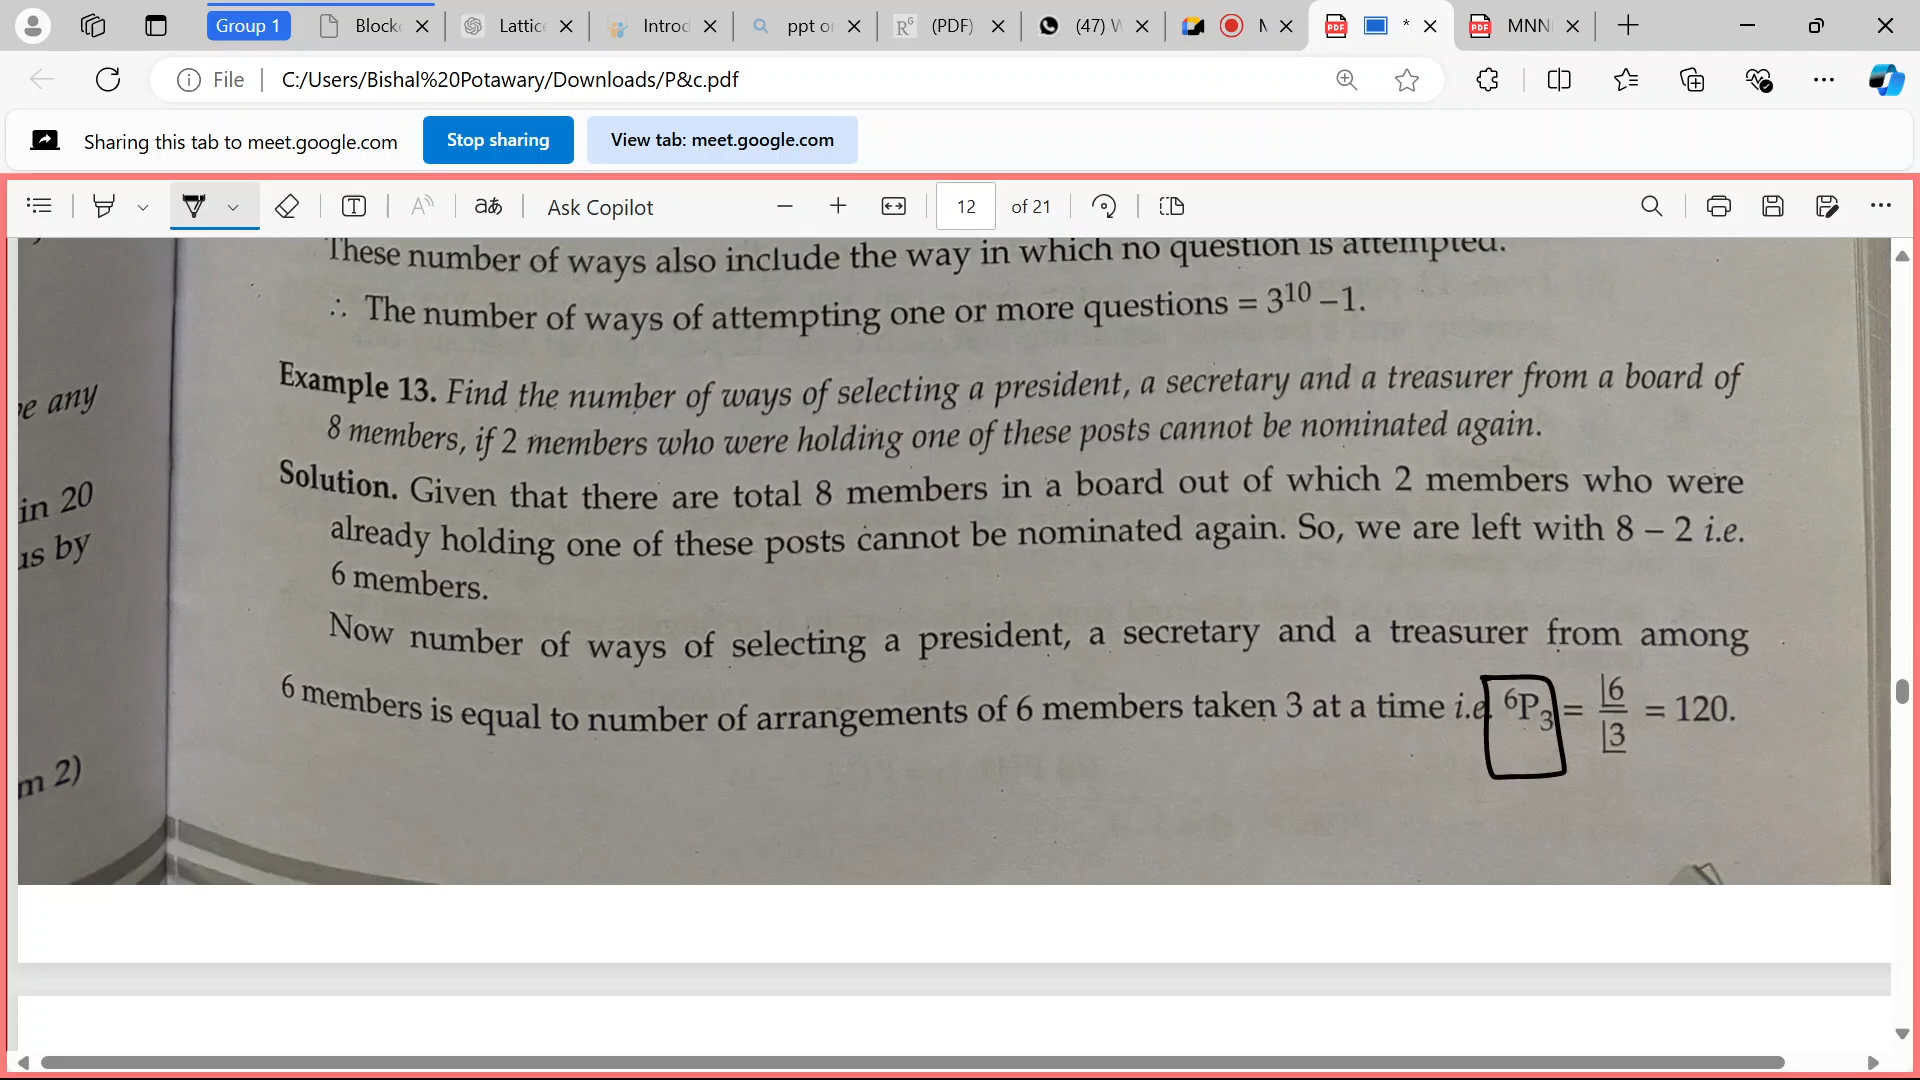 Group 1
Block
Lattice
Introd
ppt or
(PDF)
(47) W
MNN
File
C:/Users/Bishal%20Potawary/Downloads/P&c.pdf
Sharing this tab to meet.google.com
Stop sharing
View tab: meet.google.com
Ask Copilot
12
of 21
These number of ways also include the way in which no question is attempted.
∴ The number of ways of attempting one or more questions = 3¹⁰ – 1.
Example 13. Find the number of ways of selecting a president, a secretary and a treasurer from a board of
8 members, if 2 members who were holding one of these posts cannot be nominated again.
Solution. Given that there are total 8 members in a board out of which 2 members who were
already holding one of these posts cannot be nominated again. So, we are left with 8 – 2 i.e.
6 members.
Now number of ways of selecting a president, a secretary and a treasurer from among
6 members is equal to number of arrangements of 6 members taken 3 at a time i.e. ⁶P₃ = |6 / |3 = 120.
any
in 20
by
m 2)